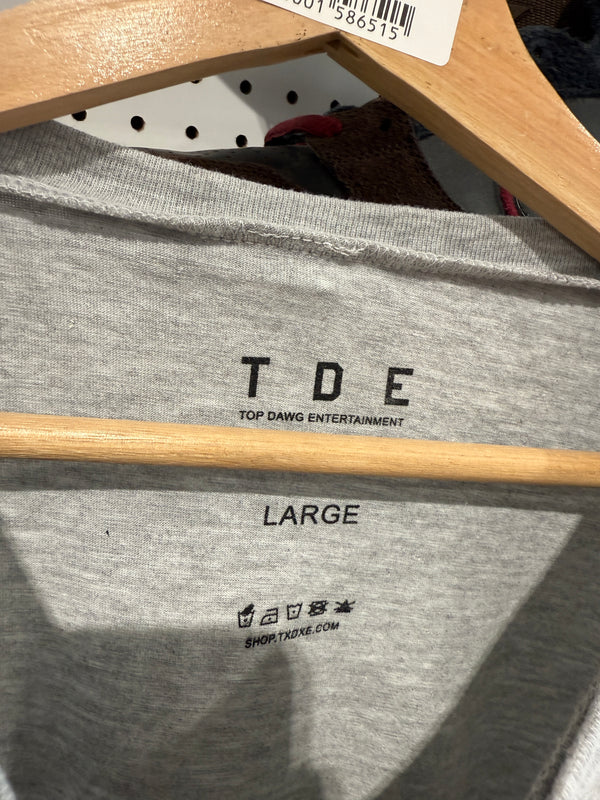 586515
T D E
TOP DAWG ENTERTAINMENT
LARGE
SHOP.TXDXE.COM